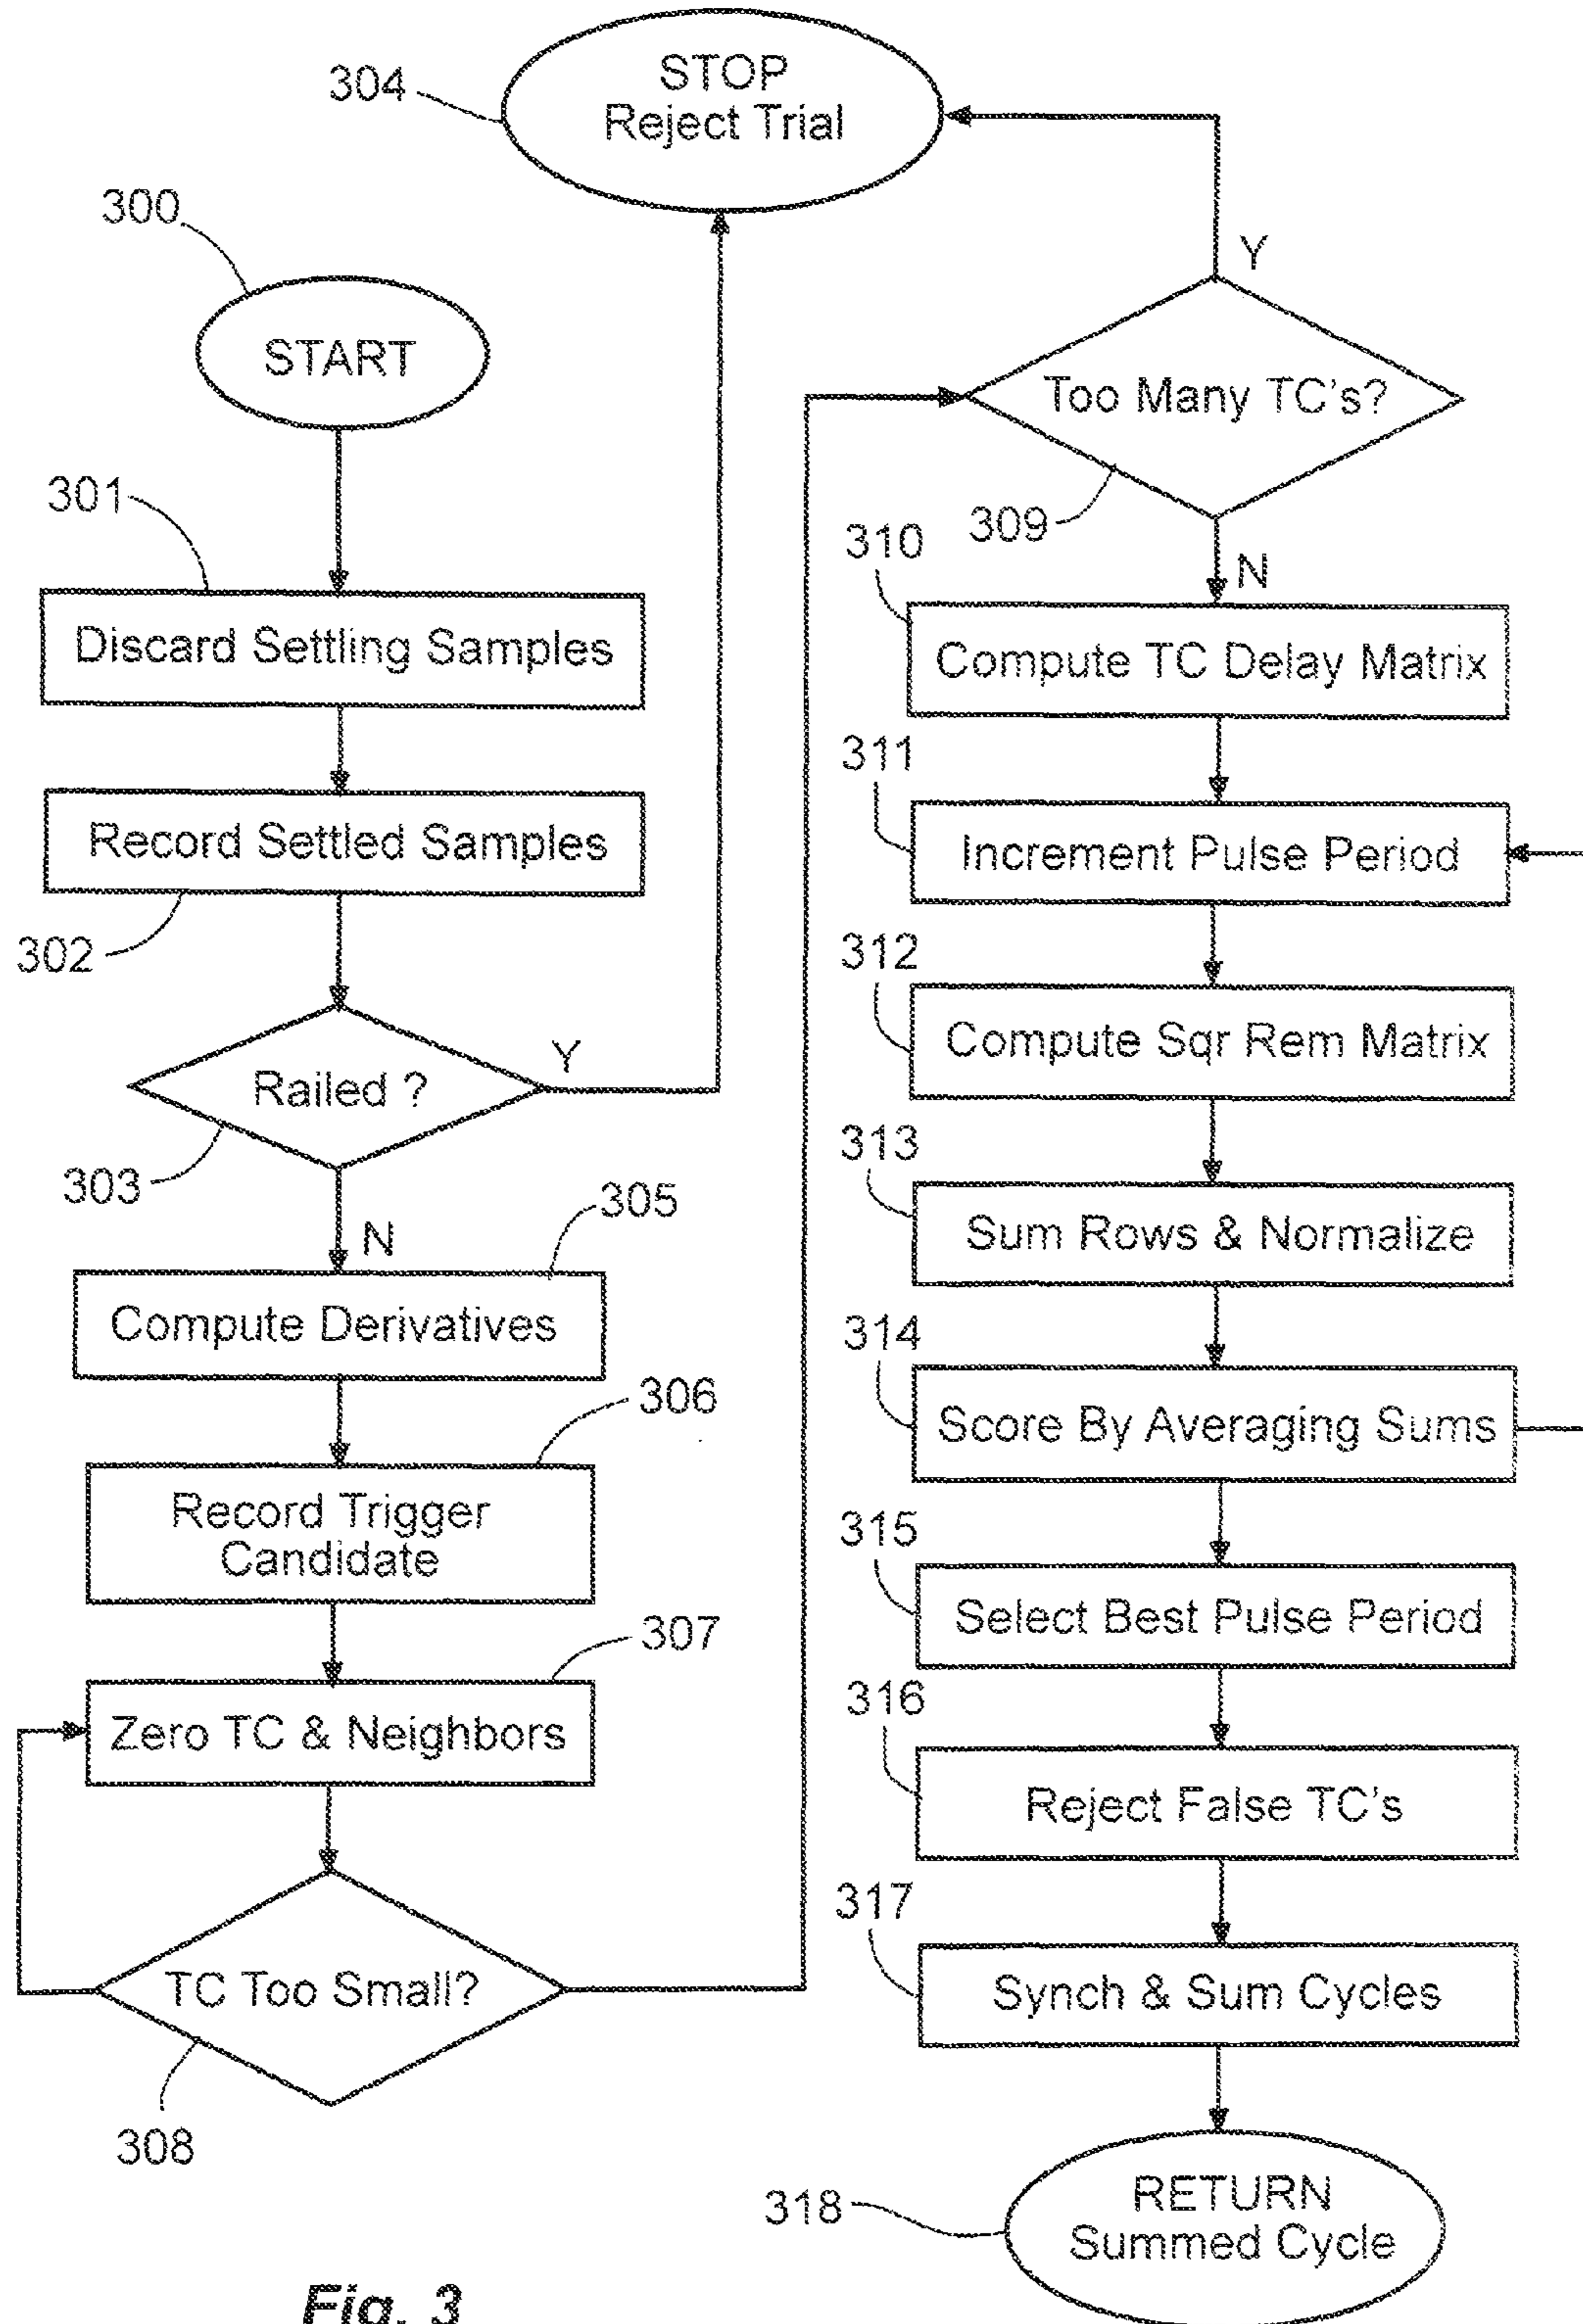 304
STOP
Reject Trial
300
START
301
Discard Settling Samples
Record Settled Samples
302
Railed ?
Y
303
N
305
Compute Derivatives
306
Record Trigger
Candidate
307
Zero TC & Neighbors
TC Too Small?
308
Y
Too Many TC's?
309
N
310
Compute TC Delay Matrix
311
Increment Pulse Period
312
Compute Sqr Rem Matrix
313
Sum Rows & Normalize
314
Score By Averaging Sums
315
Select Best Pulse Period
316
Reject False TC's
317
Synch & Sum Cycles
318
RETURN
Summed Cycle
Fig. 3